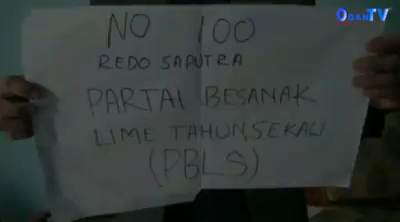 OganTV
NO 100
REDO SAPUTRA
PARTAI BESANAK
LIME TAHUN SEKALI
(PBLS)